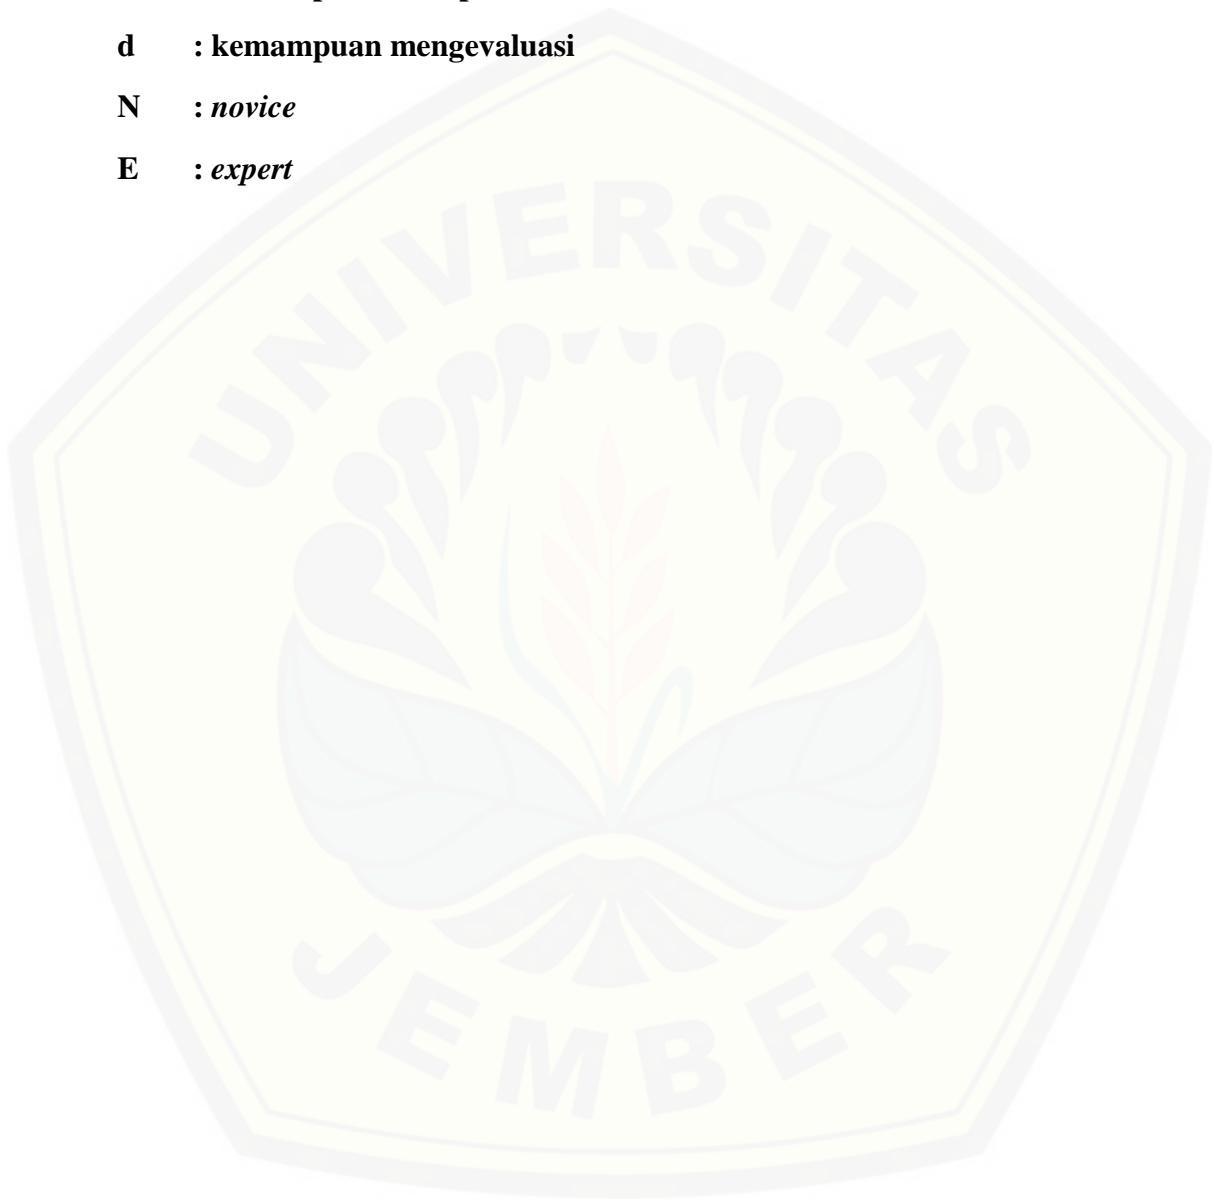 d : kemampuan mengevaluasi
N : novice
E : expert
UNIVERSITAS
JEMBER